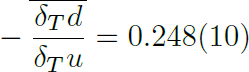 $-\overline{\frac{\delta_T d}{\delta_T u}} = 0.248(10)$